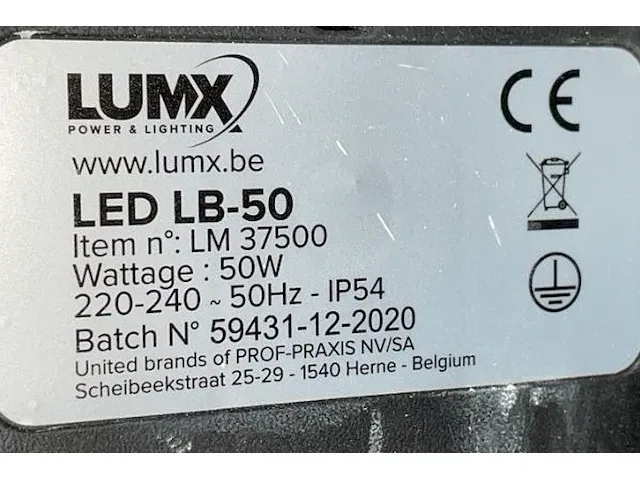 LUMX
POWER & LIGHTING
www.lumx.be
LED LB-50
Item n°: LM 37500
Wattage : 50W
220-240 ~ 50Hz - IP54
Batch N° 59431-12-2020
United brands of PROF-PRAXIS NV/SA
Scheibeekstraat 25-29 - 1540 Herne - Belgium
CE